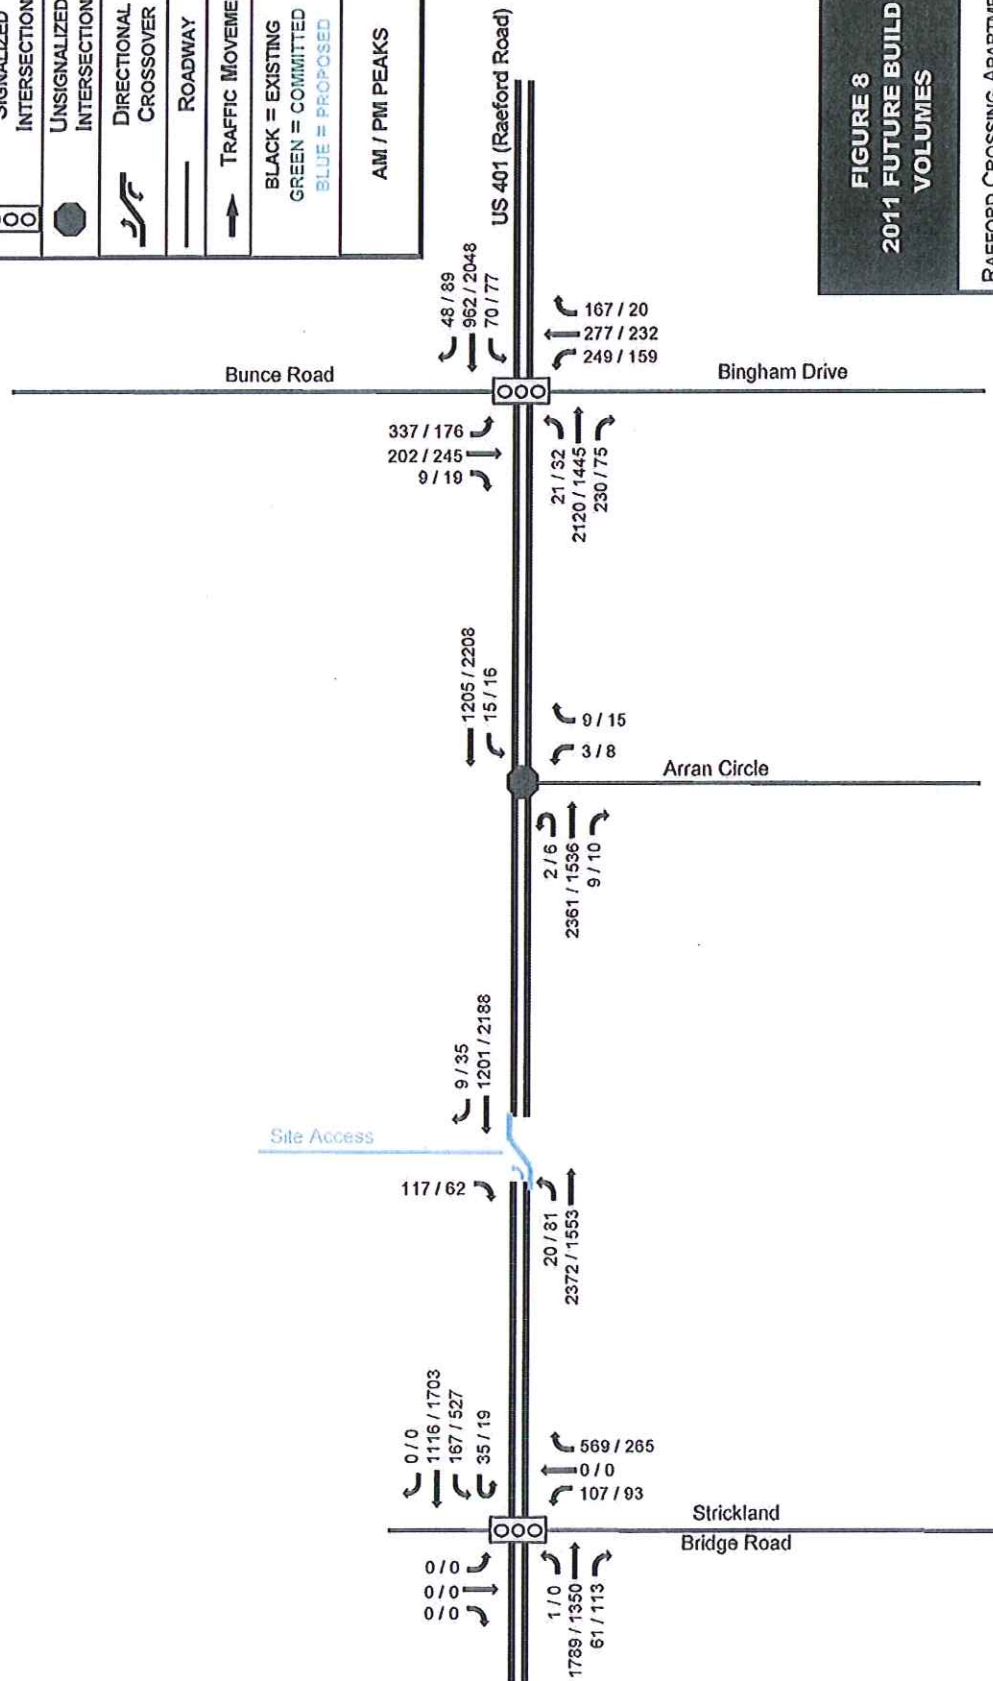 SIGNALIZED
INTERSECTION
UNSIGNALIZED
INTERSECTION
DIRECTIONAL
CROSSOVER
ROADWAY
TRAFFIC
BLACK = EXISTING
GREEN = COMMITTED
BLUE = PROPOSED
AM / PM PEAKS
US 401 (Raeford Road)
FIGURE 8
2011 FUTURE BUILD
VOLUMES
RAEFORD CROSSING
48 / 89
962 / 2048
70 / 77
Bunce Road
Bingham Drive
167 / 20
277 / 232
249 / 159
337 / 176
202 / 245
9 / 19
21 / 32
2120 / 1445
230 / 75
1205 / 2208
15 / 16
9 / 15
3 / 8
Arran Circle
2 / 6
2361 / 1536
9 / 10
9 / 35
1201 / 2188
Site Access
117 / 62
20 / 81
2372 / 1553
0 / 0
1116 / 1703
167 / 527
35 / 19
569 / 265
0 / 0
107 / 93
Strickland
Bridge Road
0 / 0
0 / 0
0 / 0
1 / 0
1789 / 1350
61 / 113